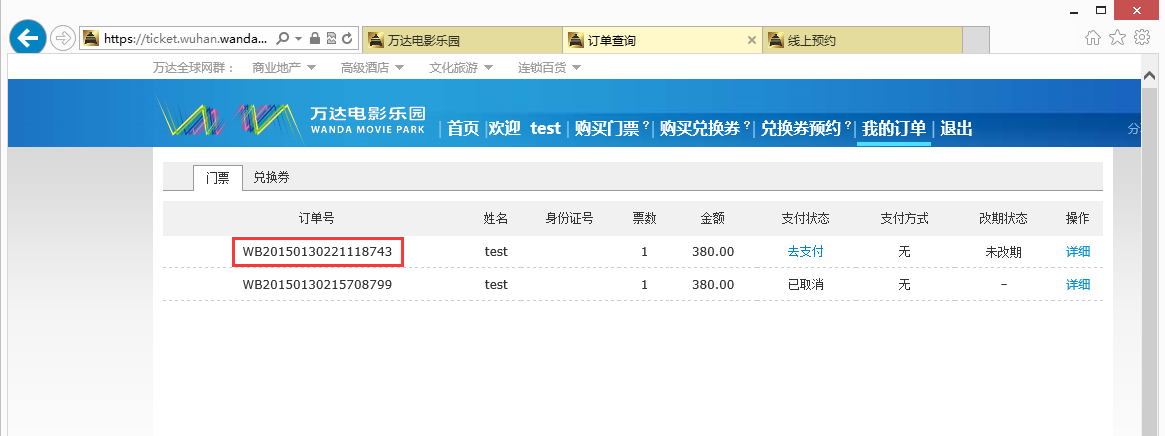 https://ticket.wuhan.wanda...
万达电影乐园
订单查询
线上预约
万达全球网群： 商业地产 高级酒店 文化旅游 连锁百货
万达电影乐园
WANDA MOVIE PARK
首页 | 欢迎 test | 购买门票? | 购买兑换券? | 兑换券预约? | 我的订单 | 退出
门票 兑换券
订单号 姓名 身份证号 票数 金额 支付状态 支付方式 改期状态 操作
WB20150130221118743 test 1 380.00 去支付 无 未改期 详细
WB20150130215708799 test 1 380.00 已取消 无 – 详细